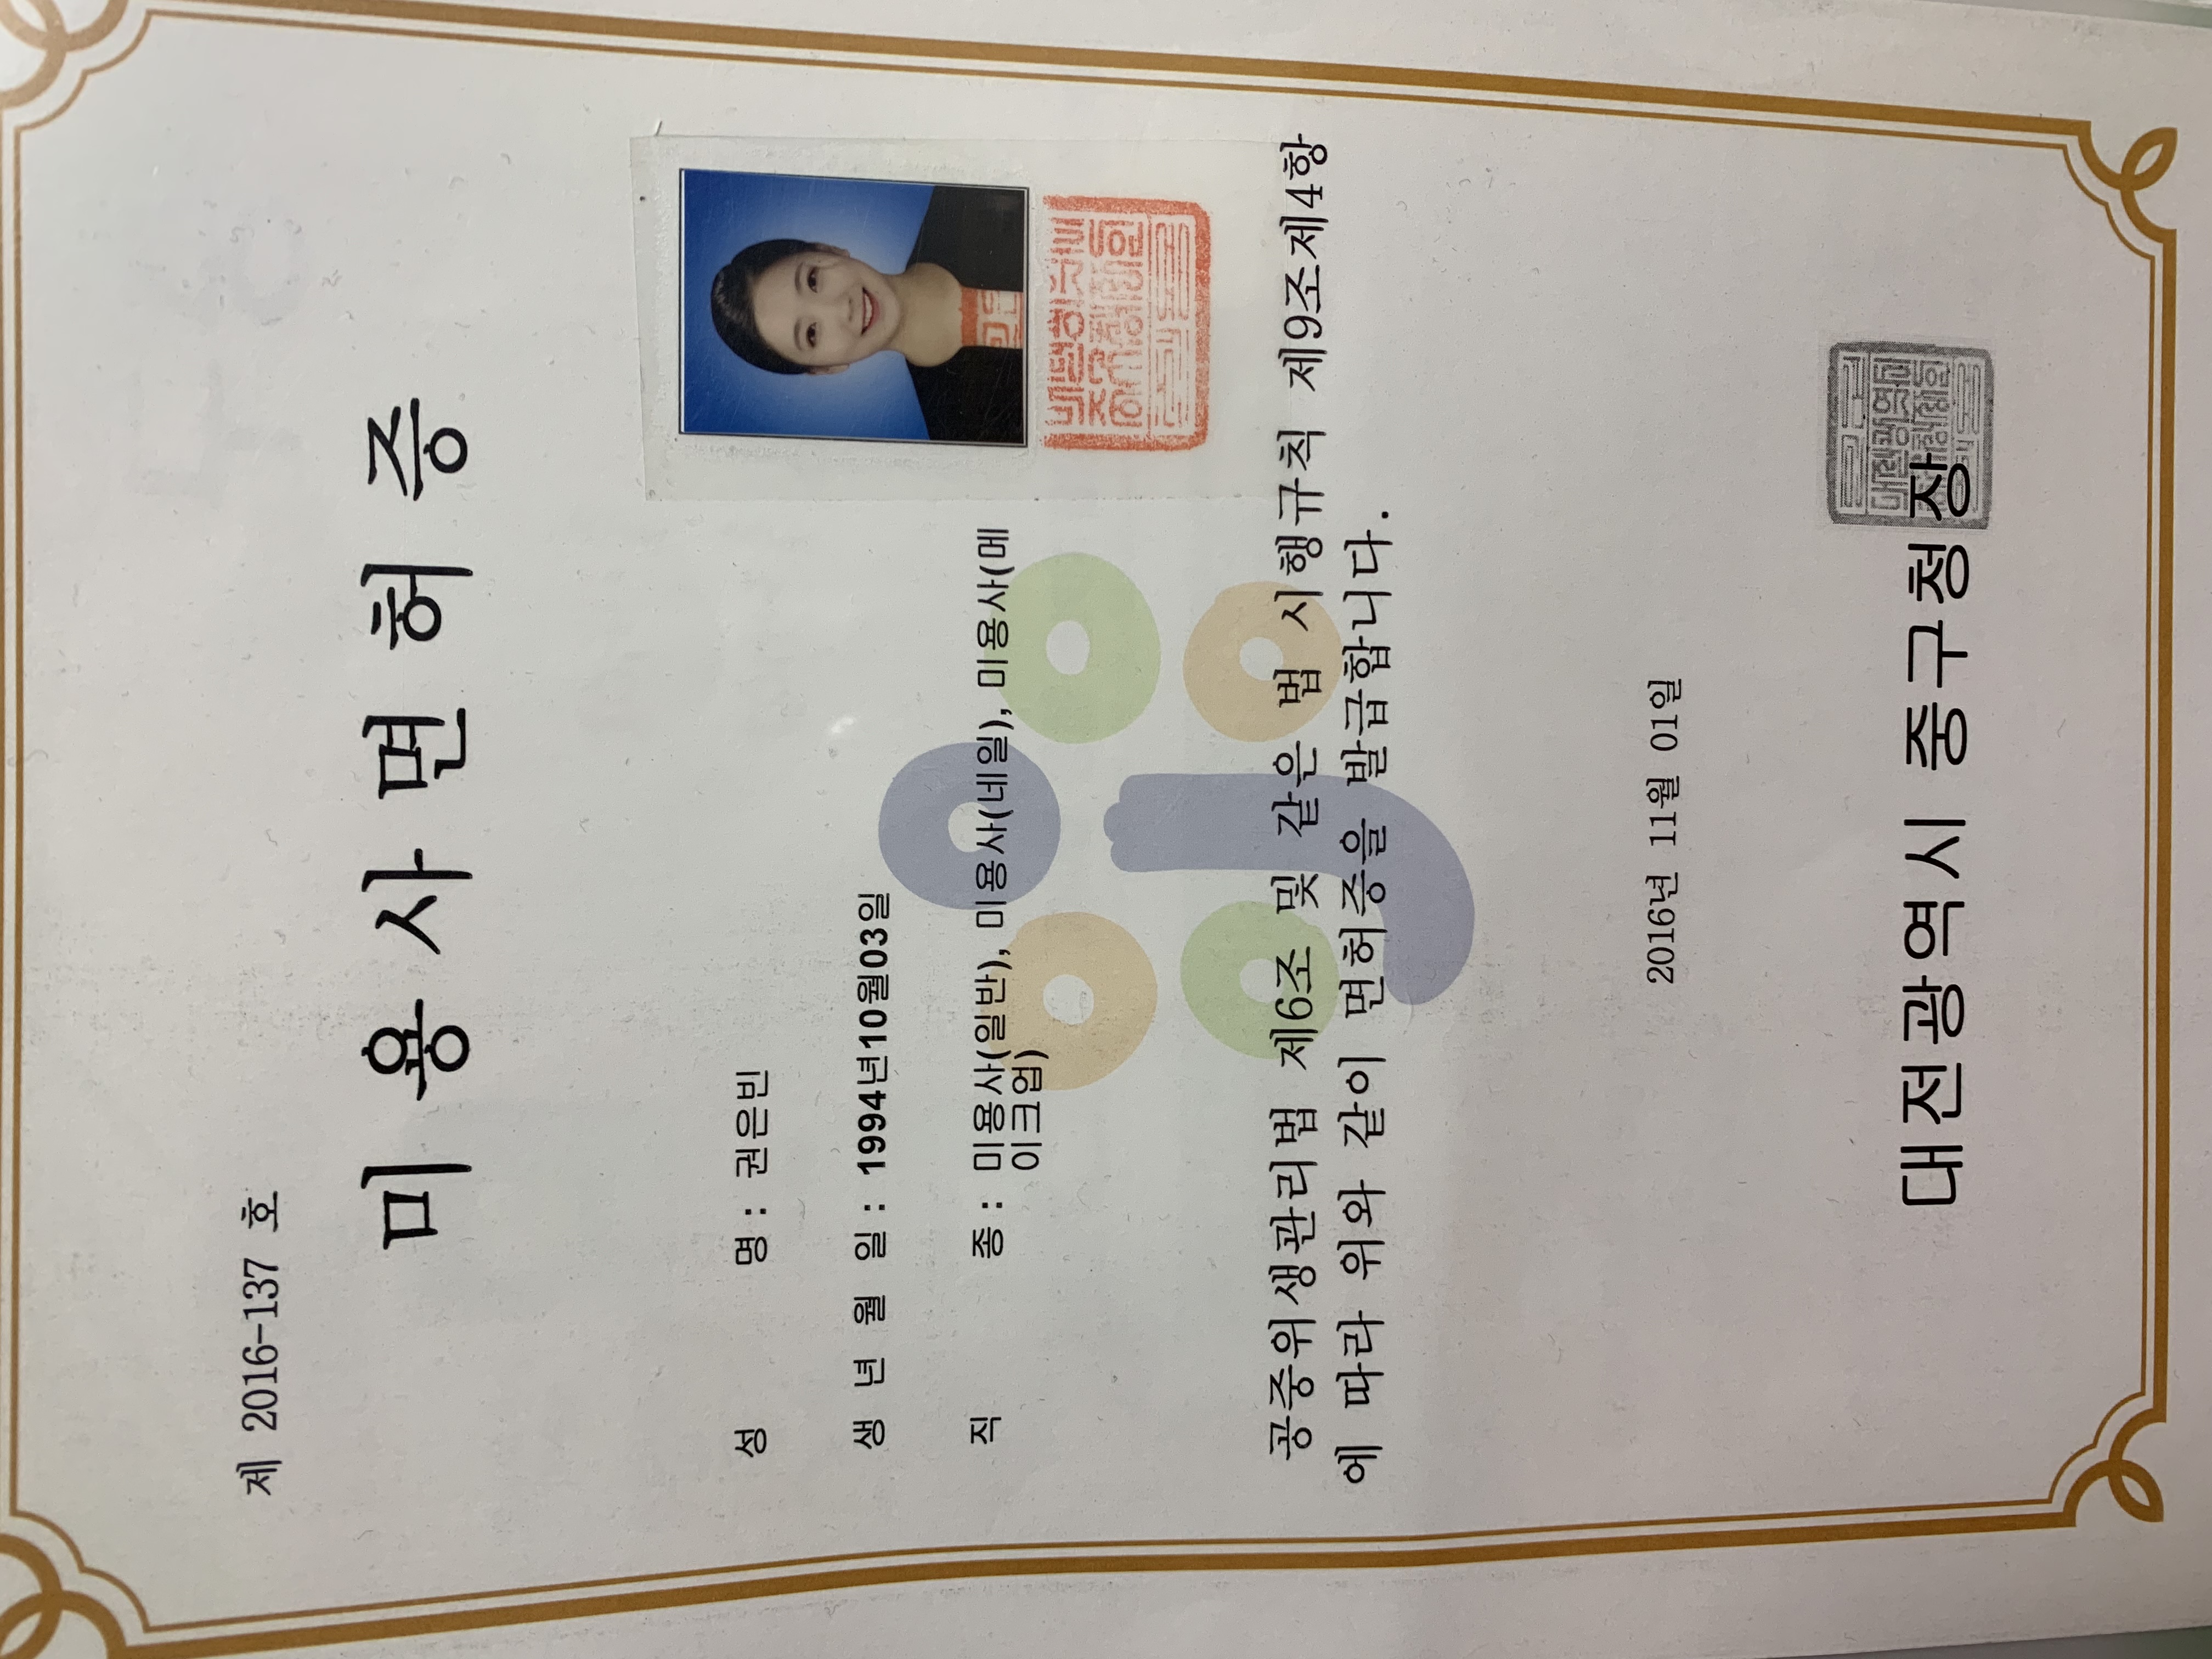 제 2016-137 호
미 용 사 면 허 증
성 명 : 권은빈
생 년 월 일 : 1994년10월03일
직 종 : 미용사(일반), 미용사(네일), 미용사(메
이크업)
공중위생관리법 제6조 및 같은 법 시행규칙 제9조제4항
에 따라 위와 같이 면허증을 발급합니다.
2016년 11월 01일
대전광역시 중구청장